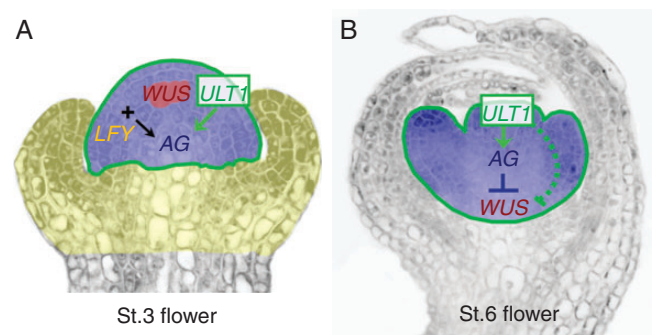 A
WUS
ULT1
+
LFY
AG
St.3 flower
B
ULT1
AG
WUS
St.6 flower